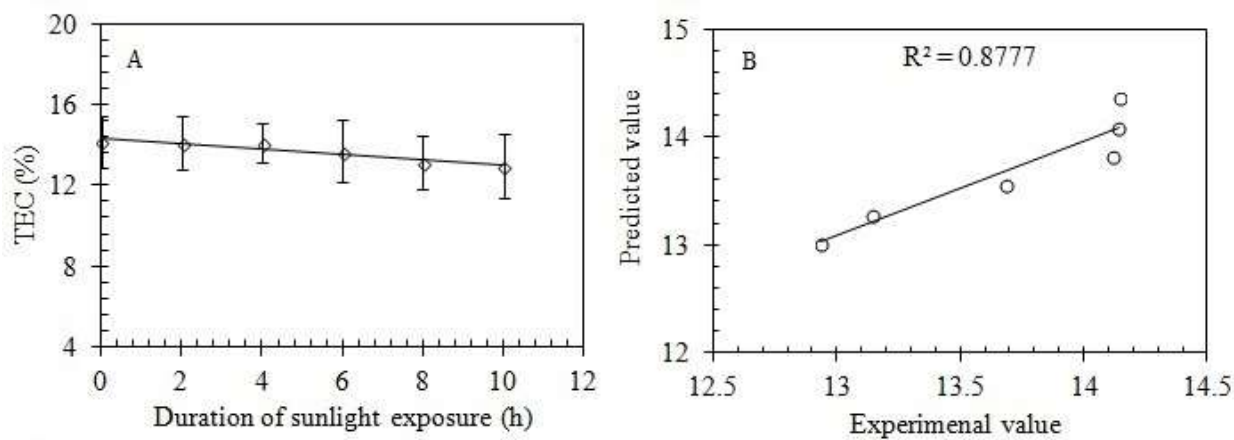 A
20
16
12
8
4
TEC (%)
0 2 4 6 8 10 12
Duration of sunlight exposure (h)
B
R² = 0.8777
15
14
13
12
Predicted value
12.5 13 13.5 14 14.5
Experimenal value